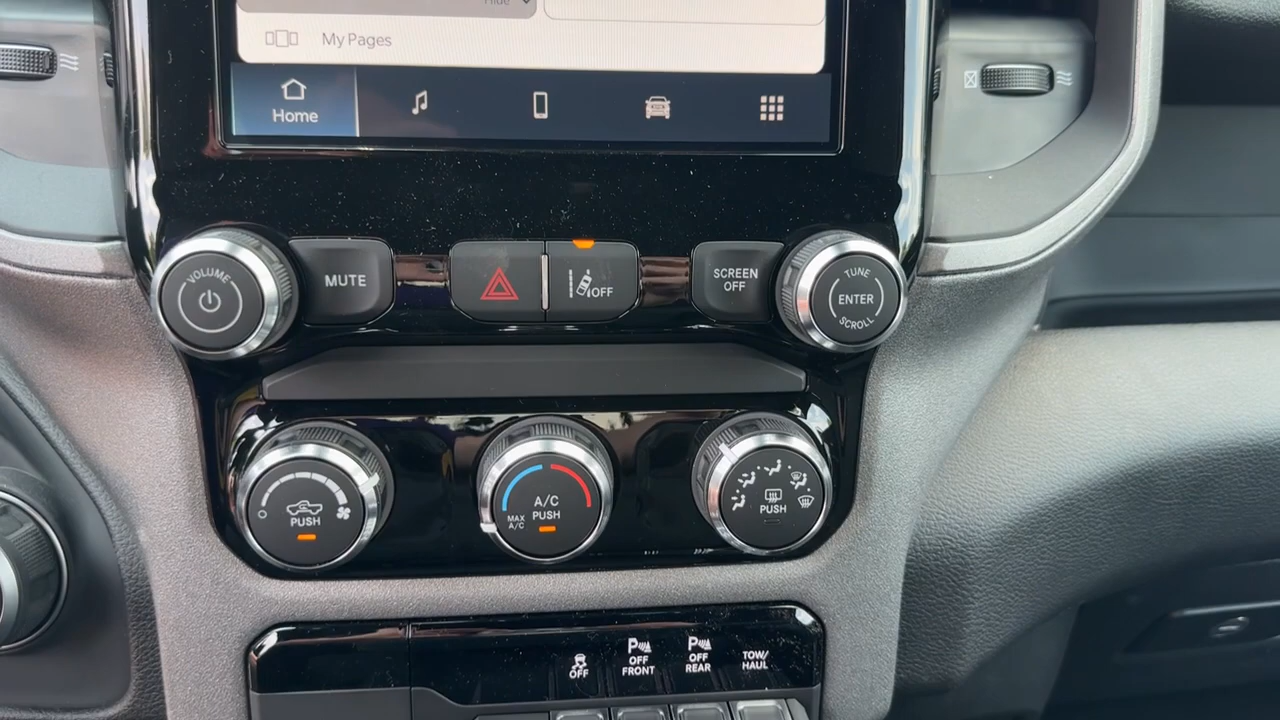 Hide
My Pages
Home
VOLUME
MUTE
OFF
SCREEN
OFF
TUNE
ENTER
SCROLL
PUSH
A/C
PUSH
MAX
A/C
PUSH
OFF
P
OFF
FRONT
P
OFF
REAR
TOW/
HAUL